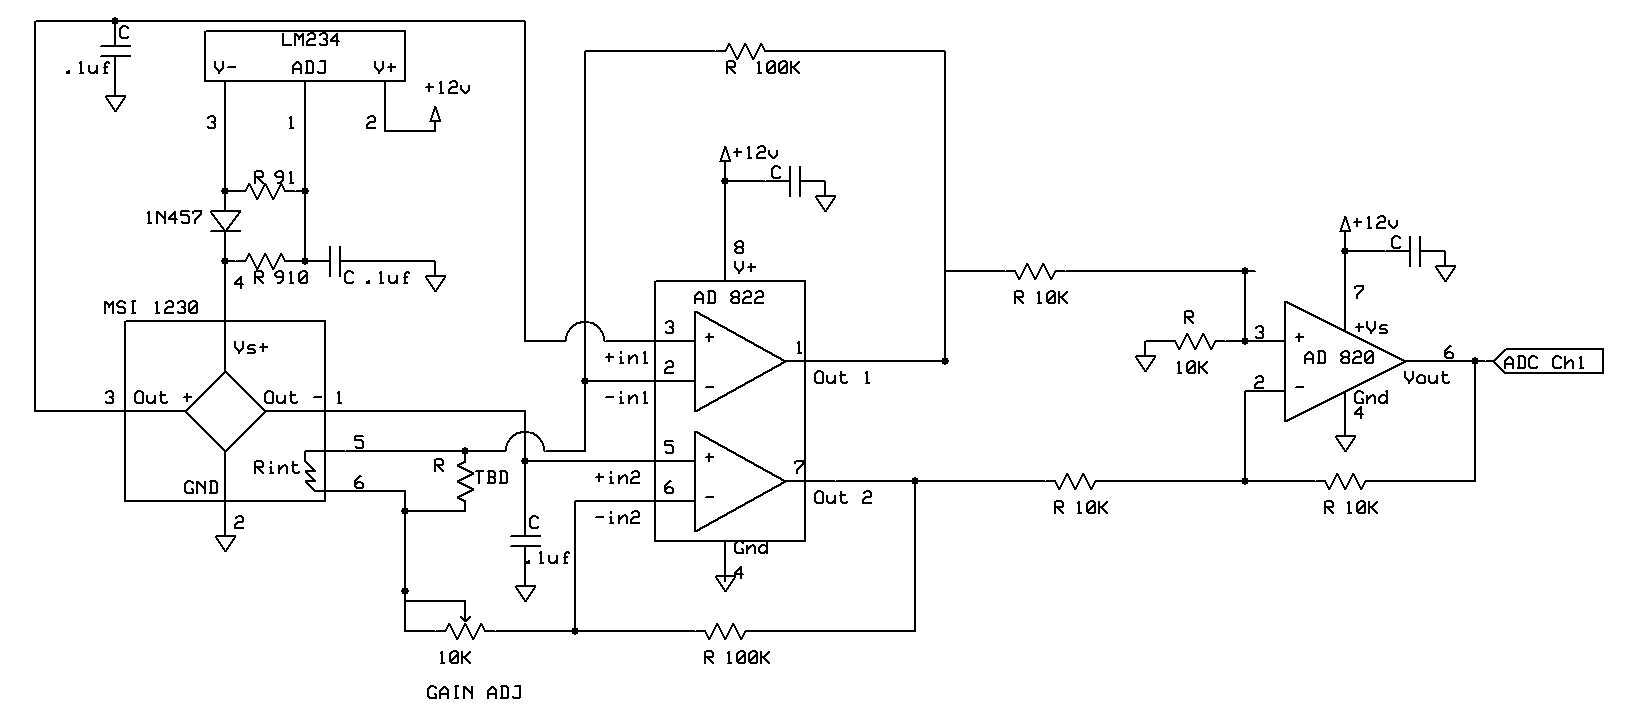 C
.1uf
LM234
V-
ADJ
V+
+12v
3
1
2
R 91
1N457
4
R 910
C .1uf
MSI 1230
Vs+
3
Out +
Out -
1
5
Rint
6
GND
2
R
TBD
C
.1uf
10K
GAIN ADJ
R 100K
+12v
C
8
V+
AD 822
3
+
+in1
2
-
-in1
1
Out 1
5
+
+in2
6
-
-in2
7
Out 2
Gnd
4
R 100K
R 10K
R
10K
R 10K
+12v
C
7
+Vs
3
+
AD 820
2
-
Gnd
4
6
Vout
ADC Ch1
R 10K